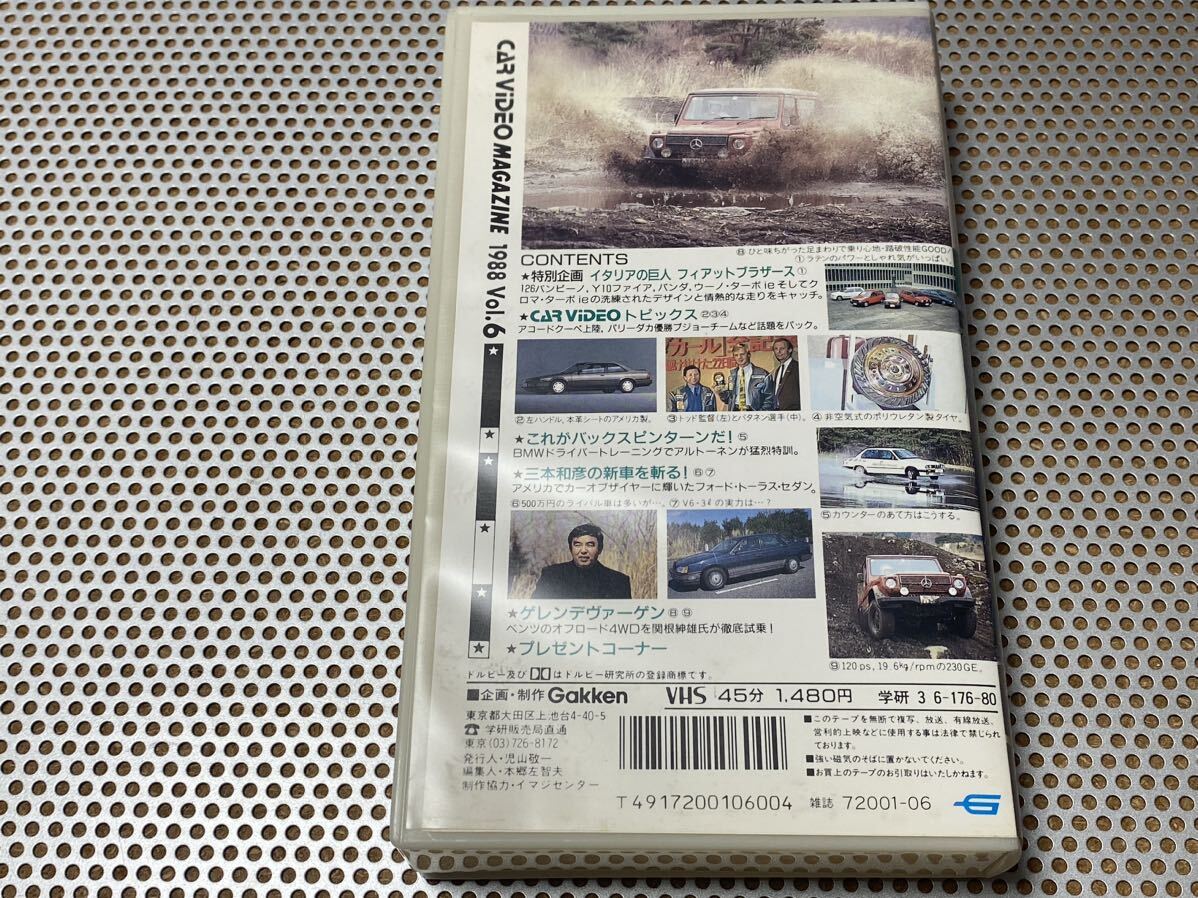 CAR VIDEO MAGAZINE 1988 Vol.6
⑧ひと味ちがった足まわりで乗り心地・踏破性能GOOD!
CONTENTS
①ラテンのパワーとしゃれ気がいっぱい。
★特別企画 イタリアの巨人 フィアットブラザース①
126バンビーノ、Y10ファイア、パンダ、ウーノ・ターボieそしてク
ロマ・ターボieの洗練されたデザインと情熱的な走りをキャッチ。
★CAR VIDEOトピックス②③④
アコードクーペ上陸、パリーダカ優勝プジョーチームなど話題をパック。
②左ハンドル、本革シートのアメリカ製。
③トッド監督(左)とバタネン選手(中)。
④非空気式のポリウレタン製タイヤ。
★これがバックスピンターンだ!⑤
BMWドライバートレーニングでアルトーネンが猛烈特訓。
★三本和彦の新車を斬る!⑥⑦
アメリカでカーオブザイヤーに輝いたフォード・トーラス・セダン。
⑥500万円のライバル車は多いが…。
⑦V6-3ℓの実力は…?
⑤カウンターのあて方はこうする。
★ゲレンデヴァーゲン⑧⑨
ベンツのオフロード4WDを関根紳雄氏が徹底試乗!
★プレゼントコーナー
⑨120ps, 19.6kg/rpmの230GE。
ドルビー及びDDはドルビー研究所の登録商標です。
■企画・制作 Gakken VHS 45分 1,480円 学研 3 6-176-80
東京都大田区上池台4-40-5
☎ 学研販売局直通
東京(03)726-8172
発行人・児山敬一
編集人・本郷左智夫
制作協力・イマジセンター
■このテープを無断で複写、放送、有線放送、
営利的上映などに使用する事は法律で禁じられ
ております。
■強い磁気のそばに置かないでください。
■お買上のテープのお引取りはいたしかねます。
T4917200106004 雑誌 72001-06
G